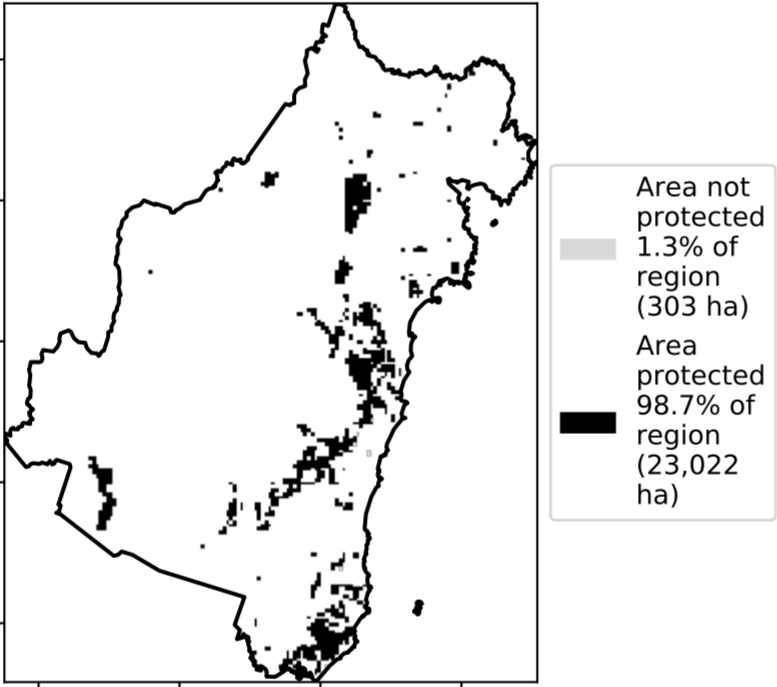 Area not
protected
1.3% of
region
(303 ha)
Area
protected
98.7% of
region
(23,022
ha)